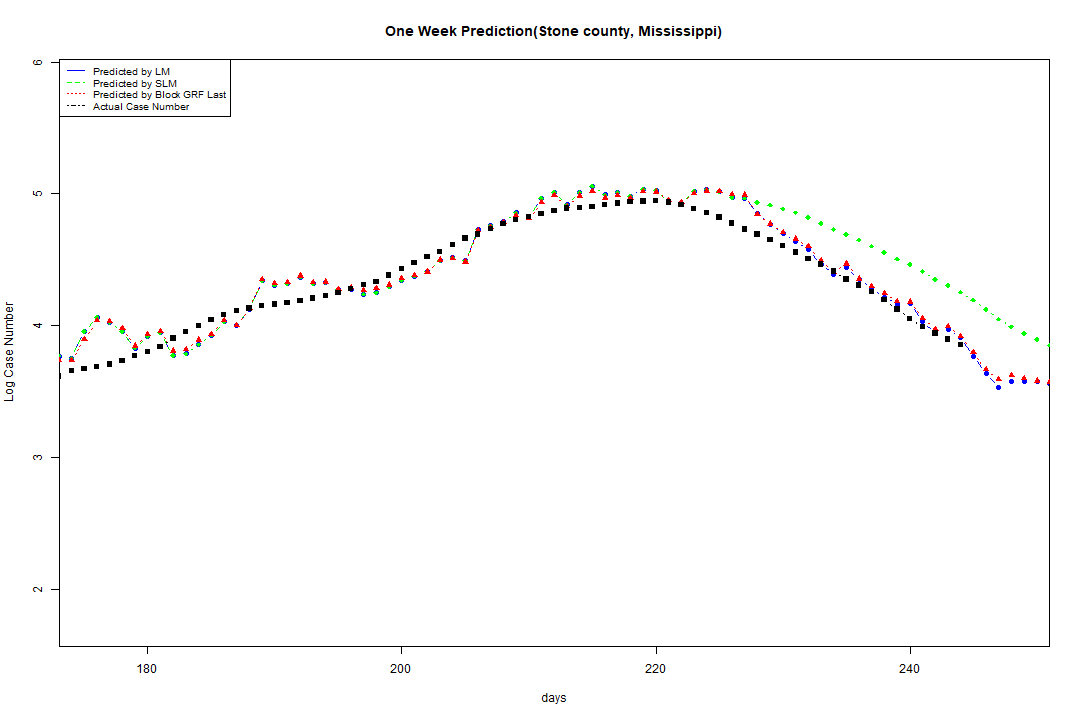 One Week Prediction(Stone county, Mississippi)
Predicted by LM
Predicted by SLM
Predicted by Block GRF Last
Actual Case Number
6
5
4
3
2
Log Case Number
180 200 220 240
days